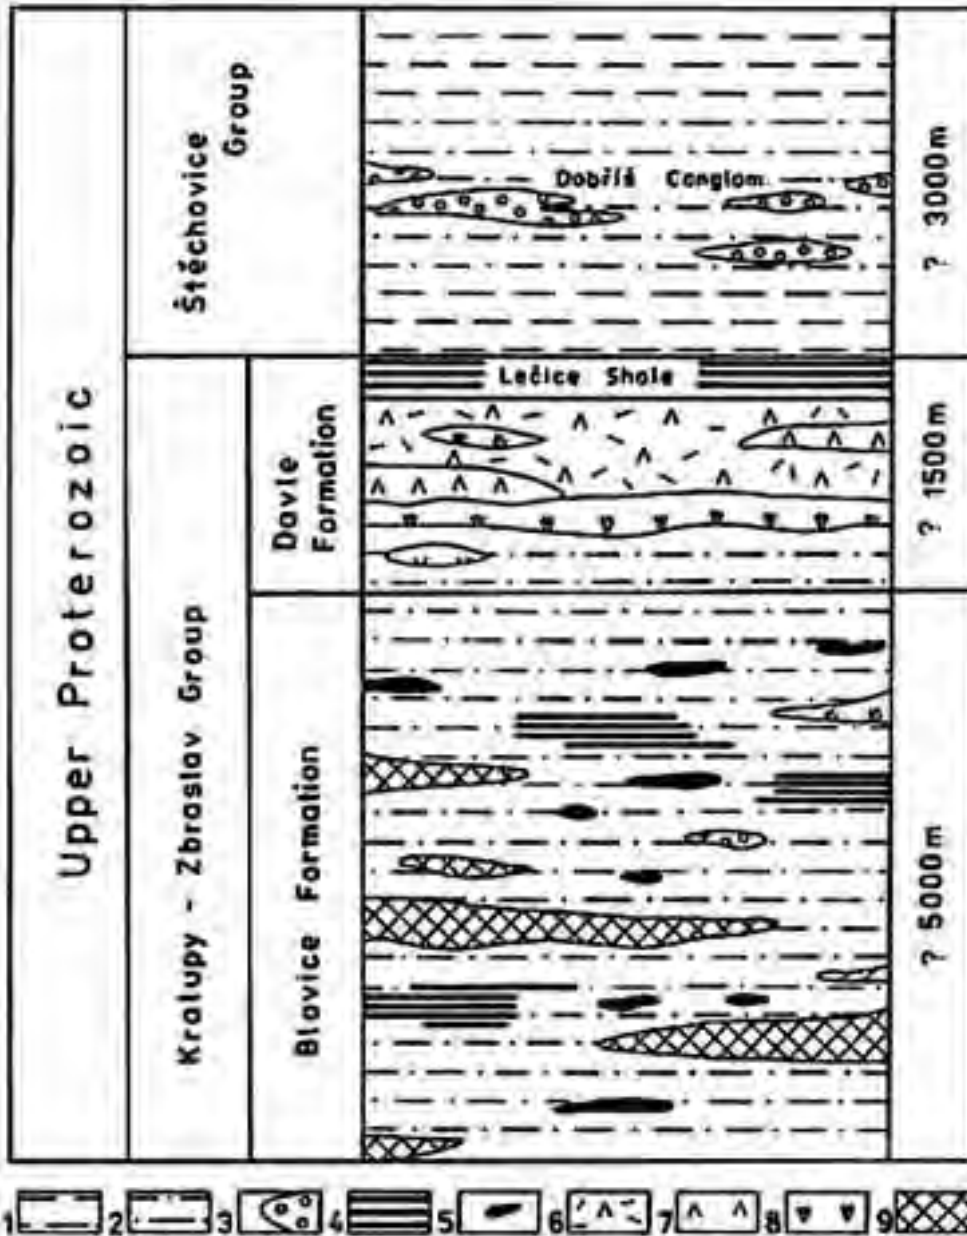 Upper Proterozoic
Štěchovice
Group
Kralupy - Zbraslav Group
Davle
Formation
Blovice Formation
Dobříš Conglom.
Lečice Shale
? 3000m
? 1500m
? 5000m
1 2 3 4 5 6 7 8 9